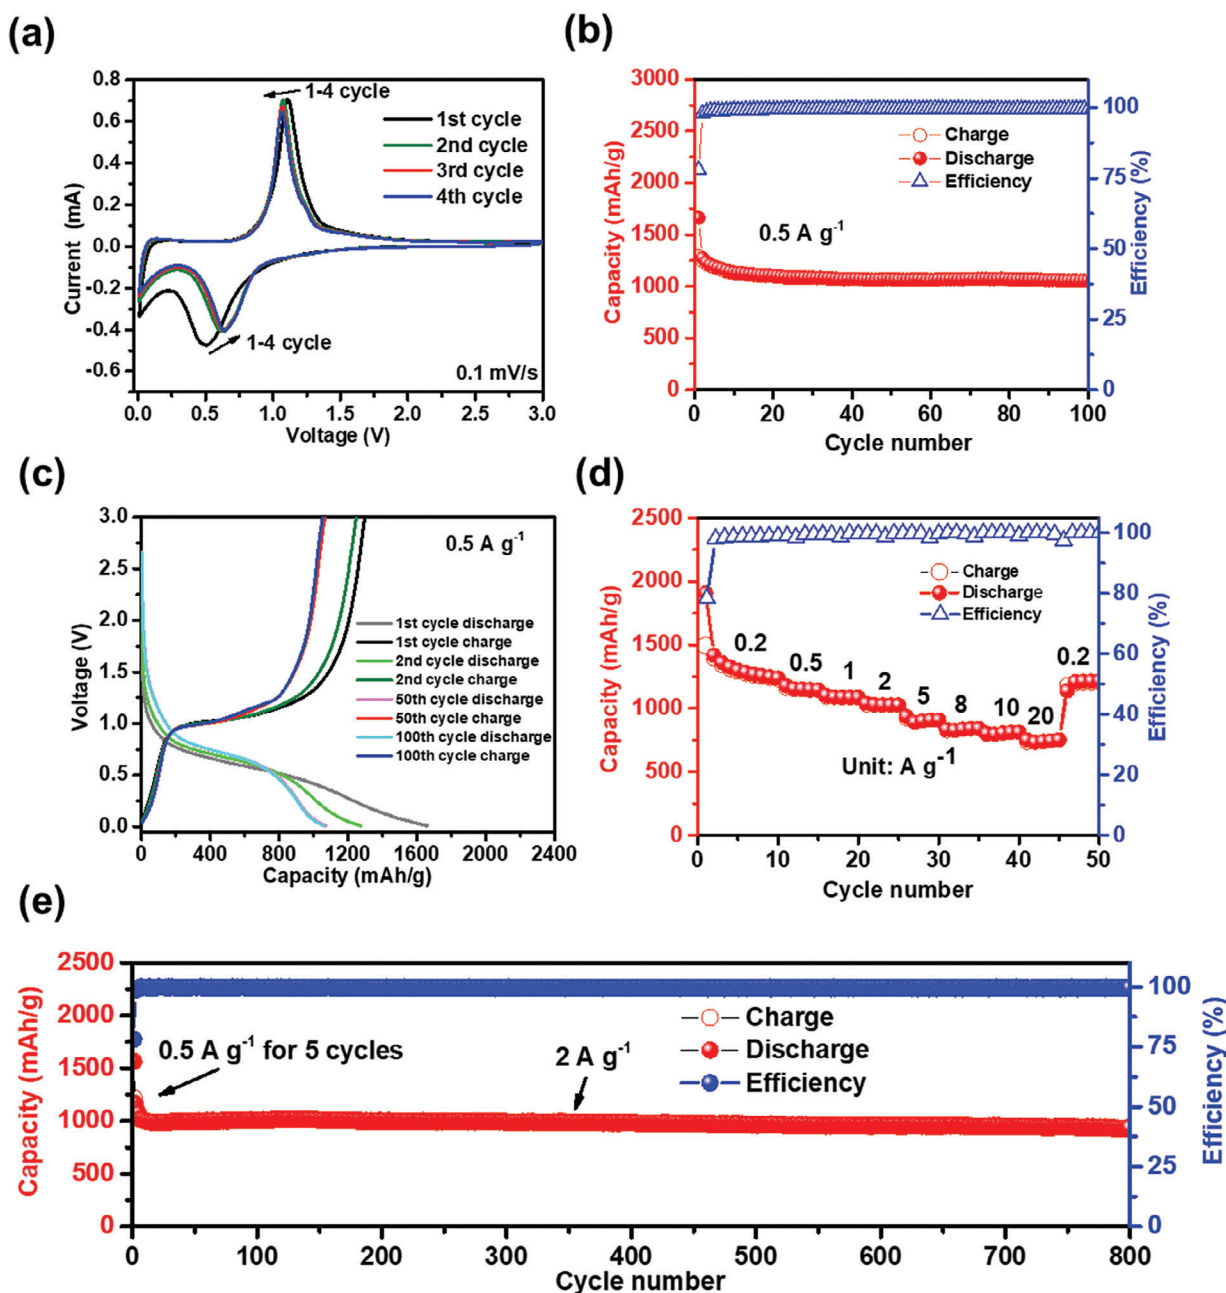 (a)
0.8
0.6
0.4
0.2
0.0
-0.2
-0.4
-0.6
Current (mA)
1-4 cycle
1st cycle
2nd cycle
3rd cycle
4th cycle
1-4 cycle
0.1 mV/s
0.0 0.5 1.0 1.5 2.0 2.5 3.0
Voltage (V)
(b)
3000
2500
2000
1500
1000
500
0
Capacity (mAh/g)
Charge
Discharge
Efficiency
0.5 A g-1
100
75
50
25
0
Efficiency (%)
0 20 40 60 80 100
Cycle number
(c)
3.0
2.5
2.0
1.5
1.0
0.5
0.0
Voltage (V)
0.5 A g-1
1st cycle discharge
1st cycle charge
2nd cycle discharge
2nd cycle charge
50th cycle discharge
50th cycle charge
100th cycle discharge
100th cycle charge
0 400 800 1200 1600 2000 2400
Capacity (mAh/g)
(d)
2500
2000
1500
1000
500
0
Capacity (mAh/g)
Charge
Discharge
Efficiency
0.2 0.5 1 2 5 8 10 20 0.2
Unit: A g-1
100
80
60
40
20
0
Efficiency (%)
0 10 20 30 40 50
Cycle number
(e)
2500
2000
1500
1000
500
0
Capacity (mAh/g)
0.5 A g-1 for 5 cycles
2 A g-1
Charge
Discharge
Efficiency
100
75
50
25
0
Efficiency (%)
0 100 200 300 400 500 600 700 800
Cycle number